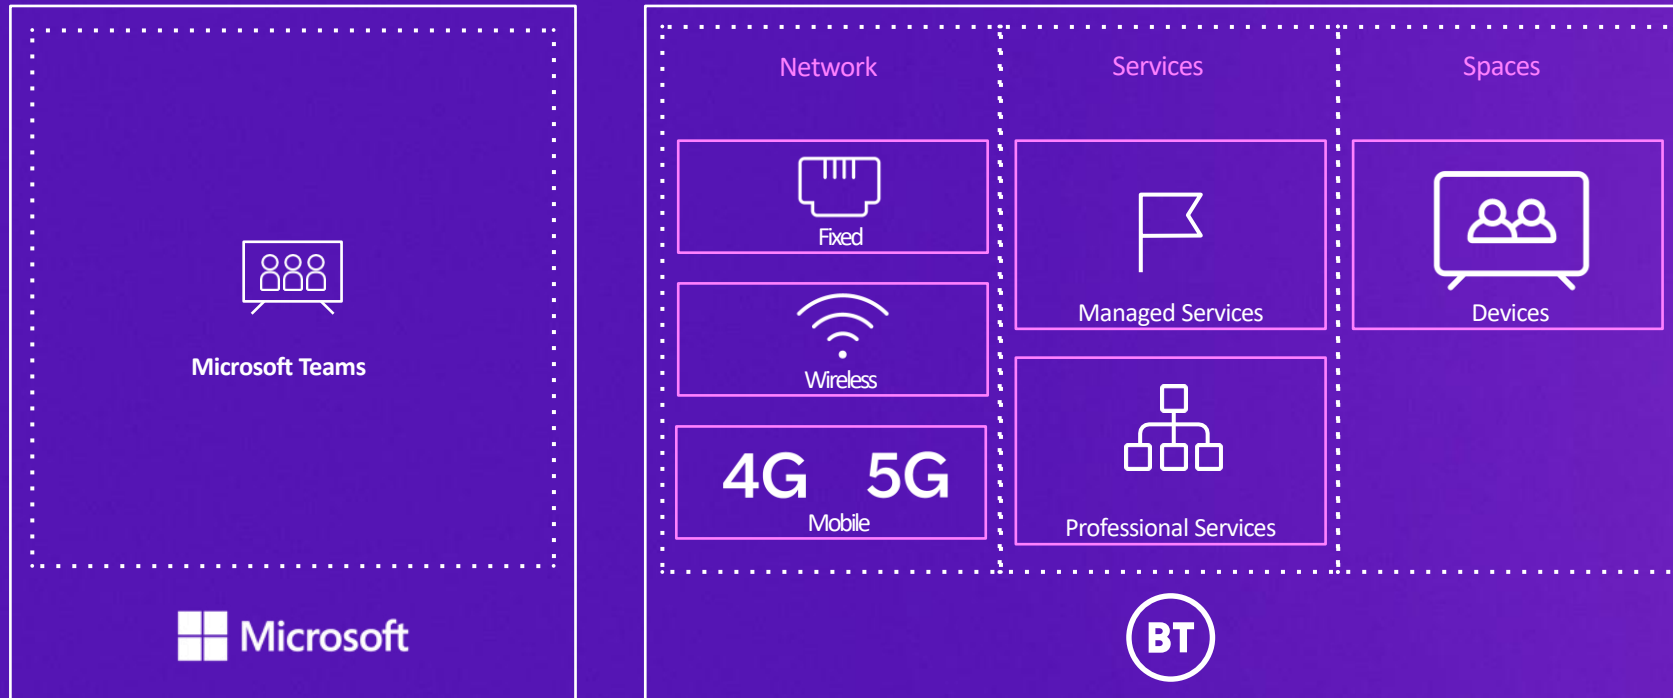 Microsoft Teams
Microsoft
Network
Services
Spaces
Fixed
Wireless
4G 5G
Mobile
Managed Services
Professional Services
Devices
BT